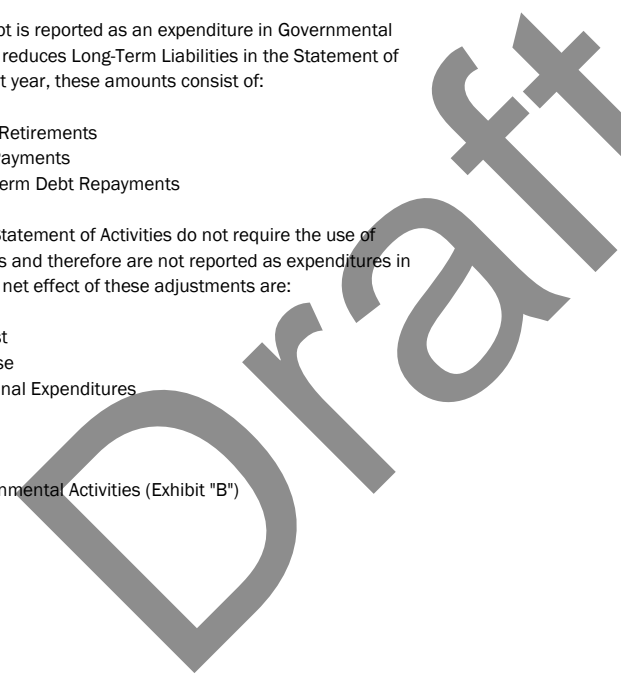 ot is reported as an expenditure in Governmental
reduces Long-Term Liabilities in the Statement of
t year, these amounts consist of:
Retirements
ayments
erm Debt Repayments
Statement of Activities do not require the use of
s and therefore are not reported as expenditures in
net effect of these adjustments are:
st
se
nal Expenditures
nmental Activities (Exhibit "B")
Draft